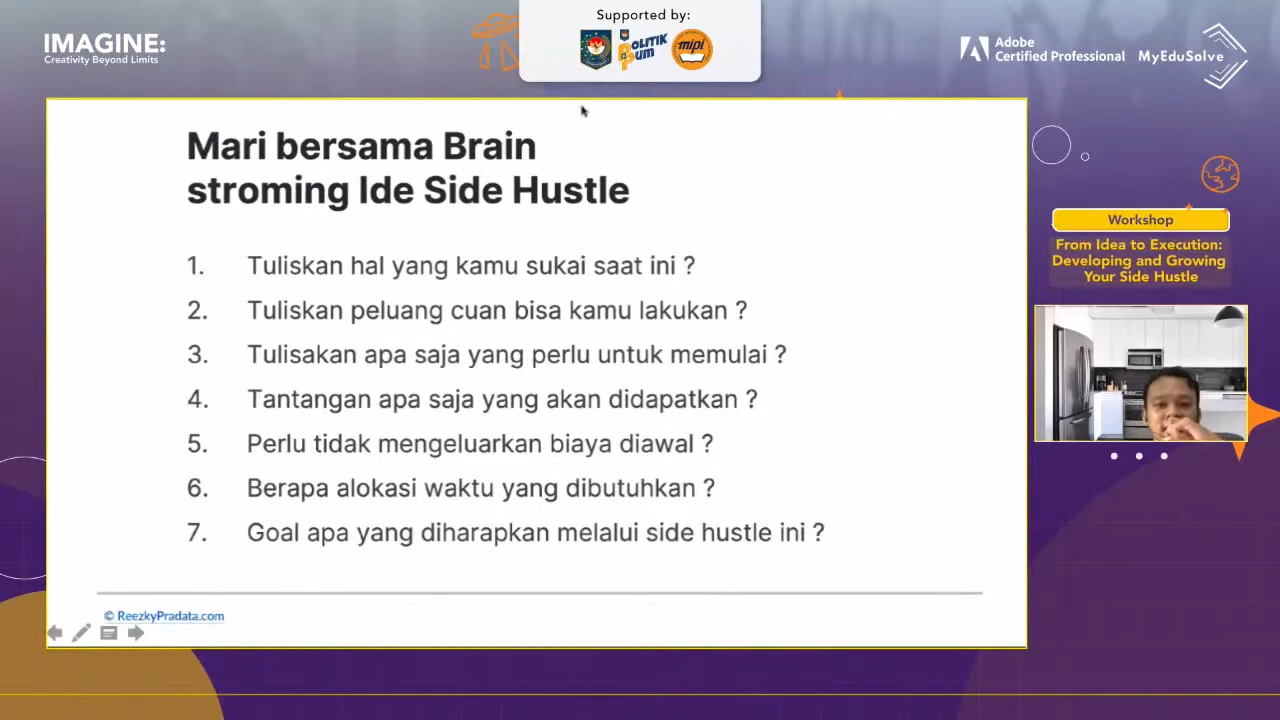 IMAGINE:
Creativity Beyond Limits
Supported by:
POLITIK
PUM
mipi
Adobe
Certified Professional
MyEduSolve
Mari bersama Brain
stroming Ide Side Hustle
1. Tuliskan hal yang kamu sukai saat ini ?
2. Tuliskan peluang cuan bisa kamu lakukan ?
3. Tulisakan apa saja yang perlu untuk memulai ?
4. Tantangan apa saja yang akan didapatkan ?
5. Perlu tidak mengeluarkan biaya diawal ?
6. Berapa alokasi waktu yang dibutuhkan ?
7. Goal apa yang diharapkan melalui side hustle ini ?
© ReezkyPradata.com
Workshop
From Idea to Execution:
Developing and Growing
Your Side Hustle